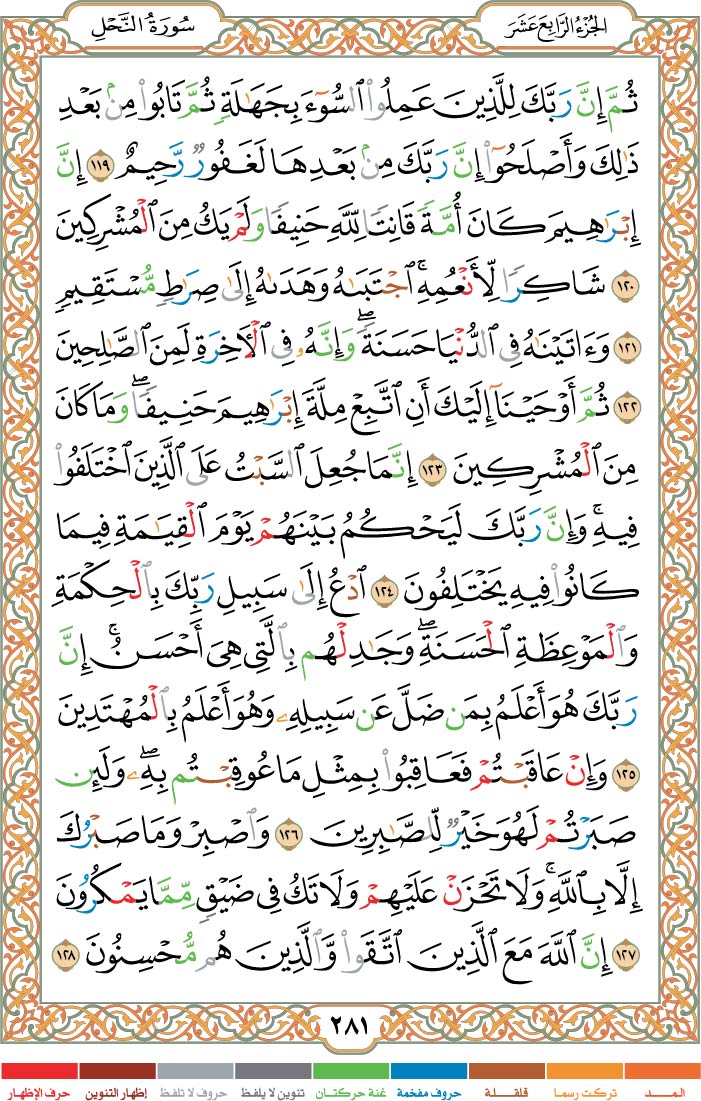 الجُزْءُ الرَّابِعَ عَشَرَ
سُورَةُ النَّحْلِ
ثُمَّ إِنَّ رَبَّكَ لِلَّذِينَ عَمِلُوا۟ ٱلسُّوٓءَ بِجَهَـٰلَةٍ ثُمَّ تَابُوا۟ مِنۢ بَعْدِ
ذَٰلِكَ وَأَصْلَحُوٓا۟ إِنَّ رَبَّكَ مِنۢ بَعْدِهَا لَغَفُورٌ رَّحِيمٌ ١١٩ إِنَّ
إِبْرَٰهِيمَ كَانَ أُمَّةً قَانِتًا لِّلَّهِ حَنِيفًا وَلَمْ يَكُ مِنَ ٱلْمُشْرِكِينَ
١٢٠ شَاكِرًا لِّأَنْعُمِهِ ۚ ٱجْتَبَىٰهُ وَهَدَىٰهُ إِلَىٰ صِرَٰطٍ مُّسْتَقِيمٍ
١٢١ وَءَاتَيْنَـٰهُ فِى ٱلدُّنْيَا حَسَنَةً ۖ وَإِنَّهُۥ فِى ٱلْـَٔاخِرَةِ لَمِنَ ٱلصَّـٰلِحِينَ
١٢٢ ثُمَّ أَوْحَيْنَآ إِلَيْكَ أَنِ ٱتَّبِعْ مِلَّةَ إِبْرَٰهِيمَ حَنِيفًا ۖ وَمَا كَانَ
مِنَ ٱلْمُشْرِكِينَ ١٢٣ إِنَّمَا جُعِلَ ٱلسَّبْتُ عَلَى ٱلَّذِينَ ٱخْتَلَفُوا۟
فِيهِ ۚ وَإِنَّ رَبَّكَ لَيَحْكُمُ بَيْنَهُمْ يَوْمَ ٱلْقِيَـٰمَةِ فِيمَا
كَانُوا۟ فِيهِ يَخْتَلِفُونَ ١٢٤ ٱدْعُ إِلَىٰ سَبِيلِ رَبِّكَ بِٱلْحِكْمَةِ
وَٱلْمَوْعِظَةِ ٱلْحَسَنَةِ ۖ وَجَـٰدِلْهُم بِٱلَّتِى هِىَ أَحْسَنُ ۚ إِنَّ
رَبَّكَ هُوَ أَعْلَمُ بِمَن ضَلَّ عَن سَبِيلِهِۦ وَهُوَ أَعْلَمُ بِٱلْمُهْتَدِينَ
١٢٥ وَإِنْ عَاقَبْتُمْ فَعَاقِبُوا۟ بِمِثْلِ مَا عُوقِبْتُم بِهِۦ ۖ وَلَئِن
صَبَرْتُمْ لَهُوَ خَيْرٌ لِّلصَّـٰبِرِينَ ١٢٦ وَٱصْبِرْ وَمَا صَبْرُكَ
إِلَّا بِٱللَّهِ ۚ وَلَا تَحْزَنْ عَلَيْهِمْ وَلَا تَكُ فِى ضَيْقٍ مِّمَّا يَمْكُرُونَ
١٢٧ إِنَّ ٱللَّهَ مَعَ ٱلَّذِينَ ٱتَّقَوا۟ وَّٱلَّذِينَ هُم مُّحْسِنُونَ ١٢٨
٢٨١
المـــد تركت رسما قلقـــلة حروف مفخمة غنة حركتــان تنوين لا يلفظ حروف لا تلفظ إظهار التنوين حرف الإظهار